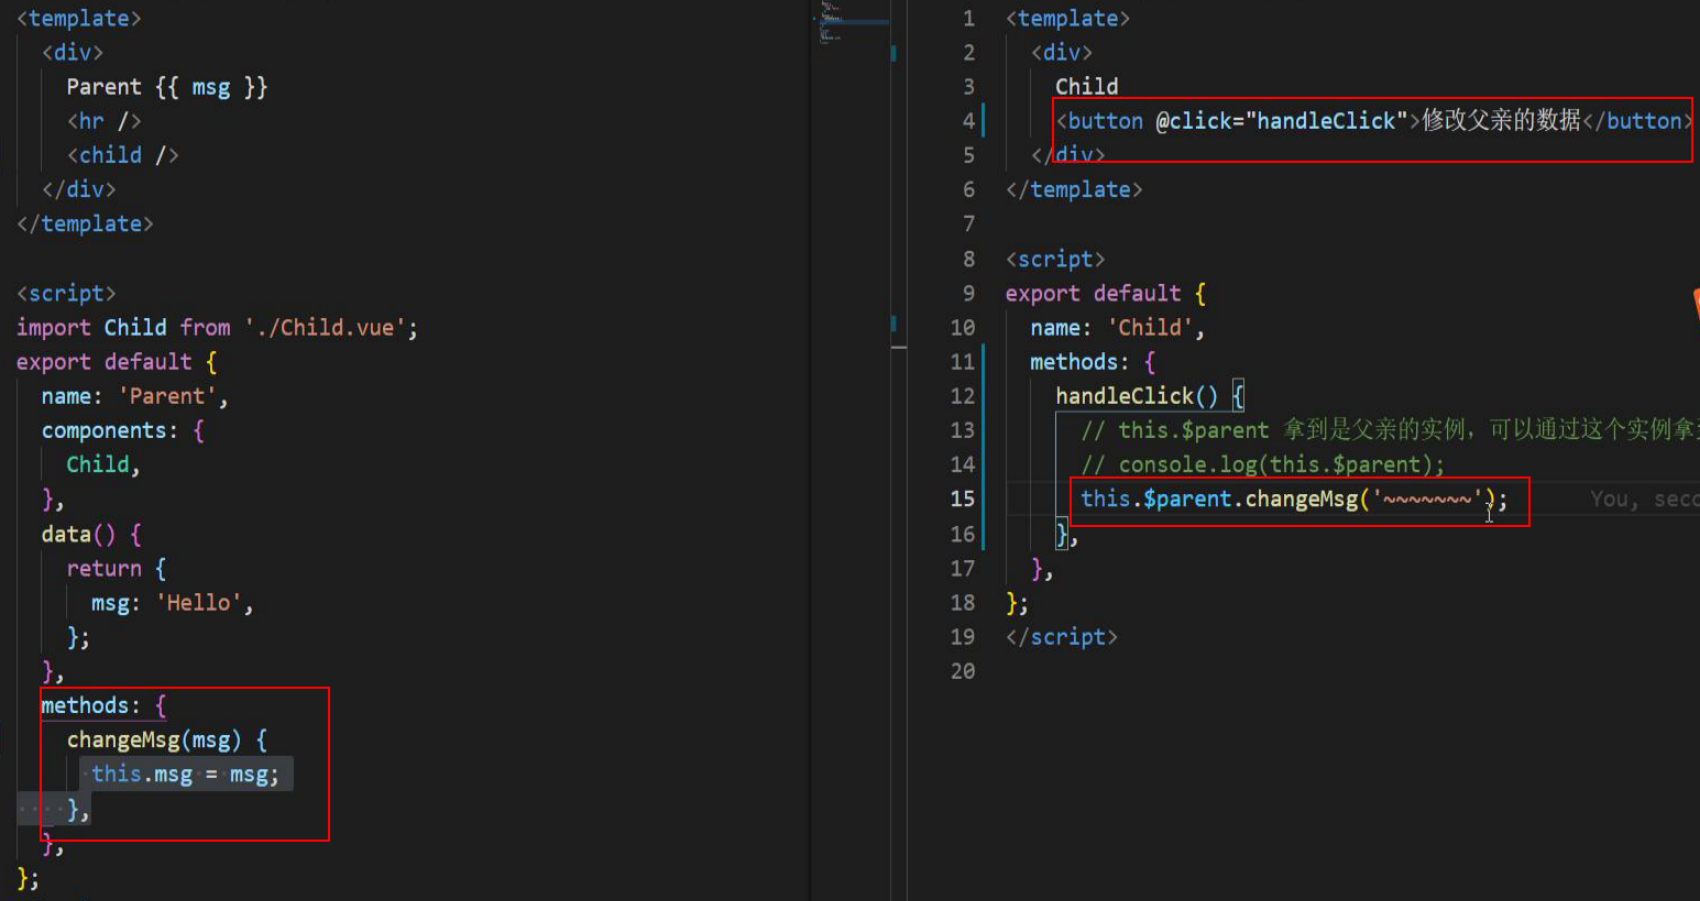 <template>
<div>
Parent {{ msg }}
<hr />
<child />
</div>
</template>
<script>
import Child from './Child.vue';
export default {
name: 'Parent',
components: {
Child,
},
data() {
return {
msg: 'Hello',
};
},
methods: {
changeMsg(msg) {
this.msg = msg;
},
},
};
1 <template>
2 <div>
3 Child
4 <button @click="handleClick">修改父亲的数据</button>
5 </div>
6 </template>
7
8 <script>
9 export default {
10 name: 'Child',
11 methods: {
12 handleClick() {
13 // this.$parent 拿到是父亲的实例，可以通过这个实例拿
14 // console.log(this.$parent);
15 this.$parent.changeMsg('~~~~~~~'); You, seco
16 },
17 },
18 };
19 </script>
20